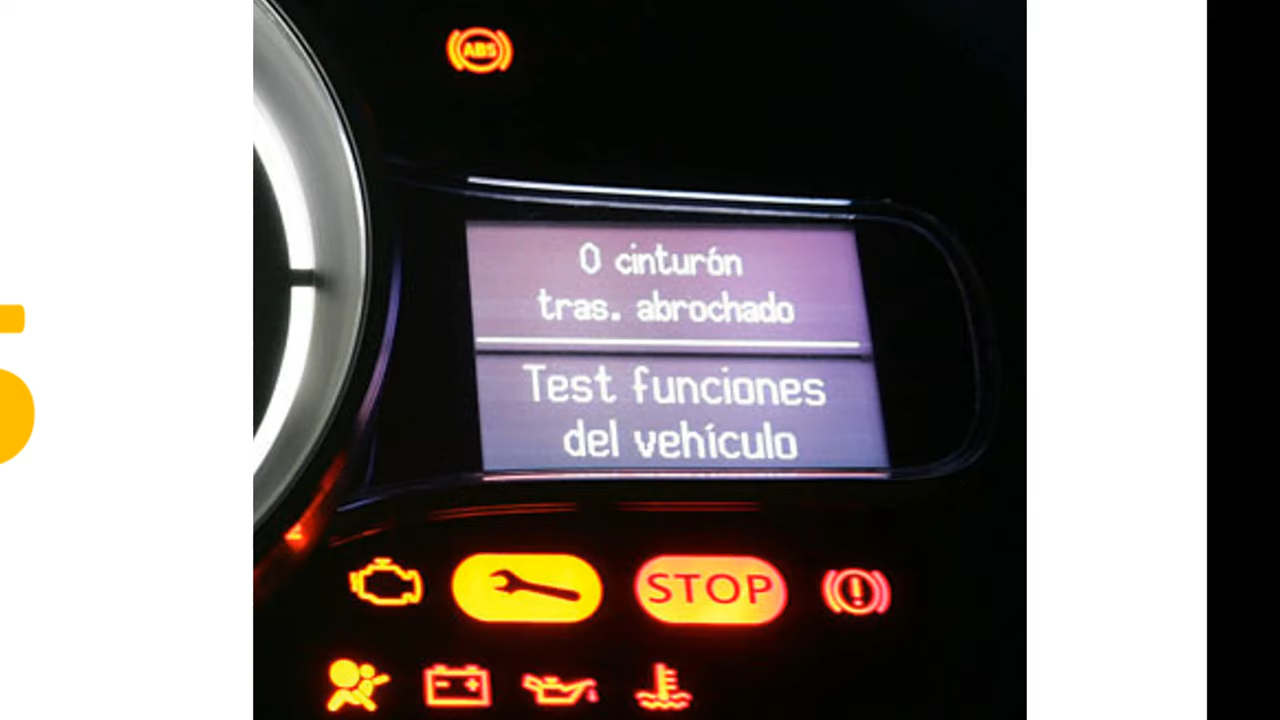 ABS
0 cinturón
tras. abrochado
Test funciones
del vehículo
STOP